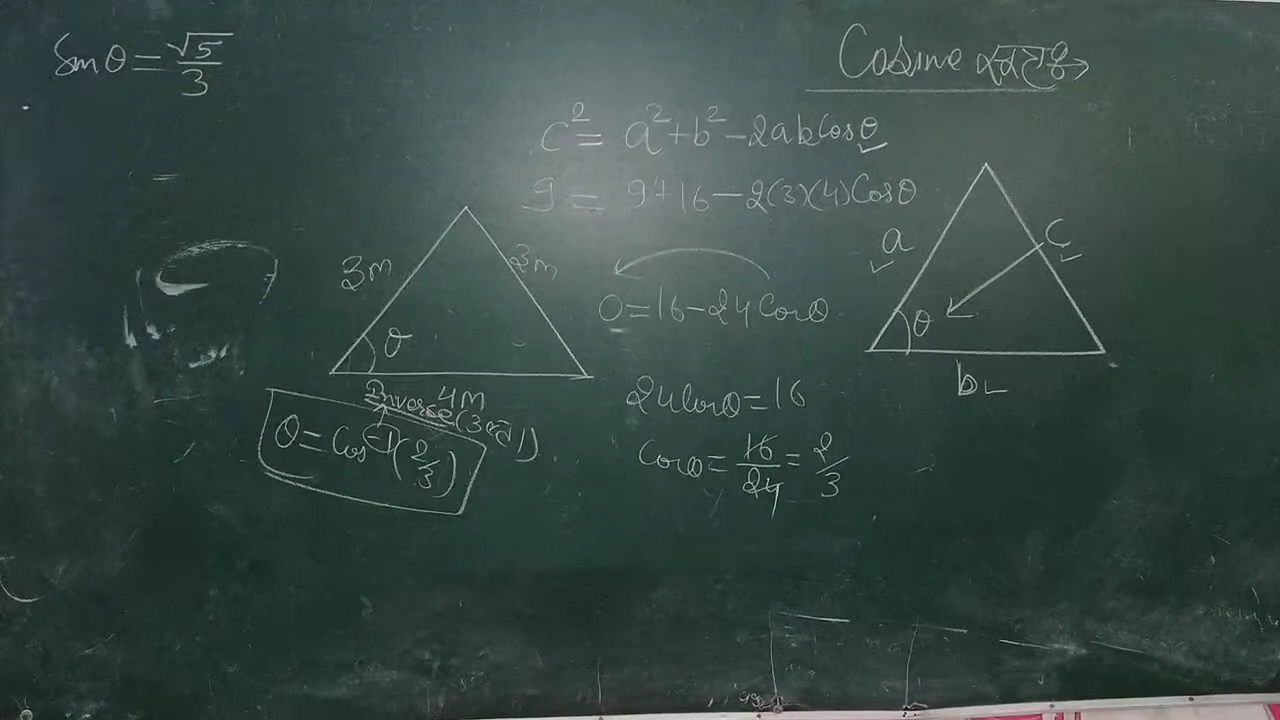 Sinθ = √5/3
Cosine
c² = a² + b² - 2abCosθ
9 = 9 + 16 - 2(3)(4)Cosθ
3m
3m
θ
4m
0 = 16 - 24Cosθ
24Cosθ = 16
Cosθ = 16/24 = 2/3
Inverse
θ = Cos⁻¹(2/3)
a
c
θ
b